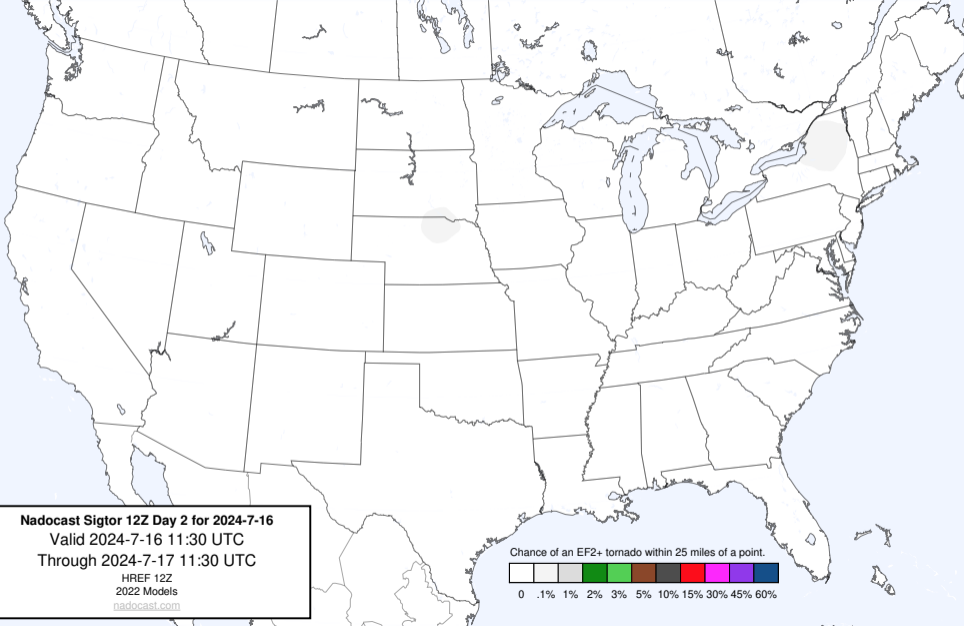 Nadocast Sigtor 12Z Day 2 for 2024-7-16
Valid 2024-7-16 11:30 UTC
Through 2024-7-17 11:30 UTC
HREF 12Z
2022 Models
nadocast.com
Chance of an EF2+ tornado within 25 miles of a point.
0 .1% 1% 2% 3% 5% 10% 15% 30% 45% 60%